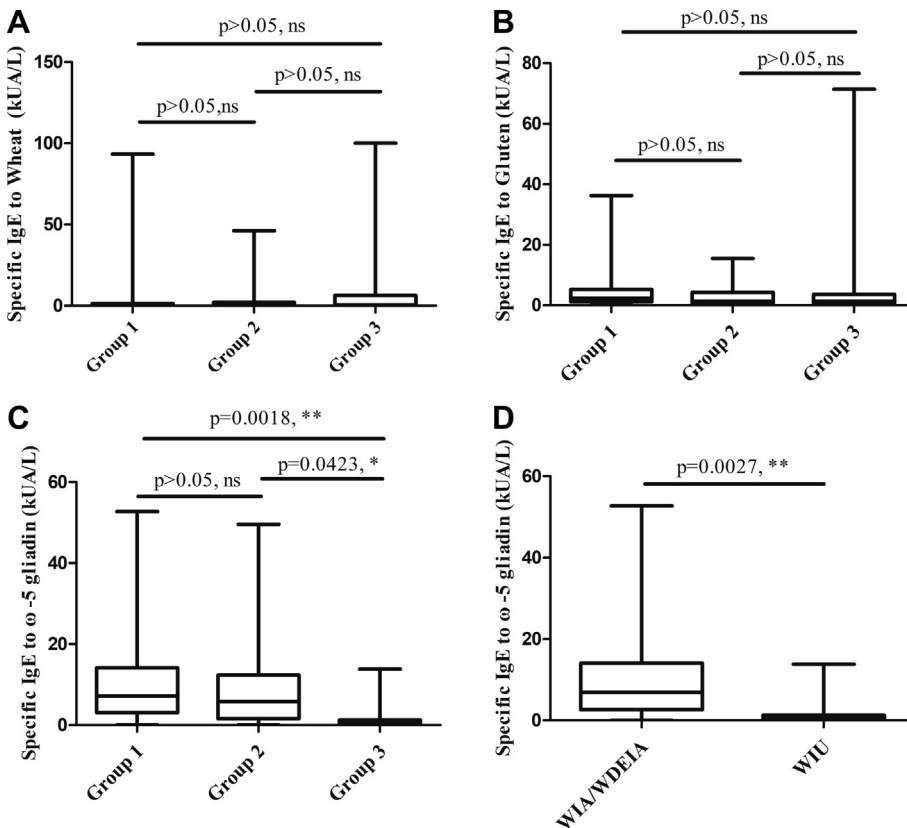 A
p>0.05, ns
p>0.05, ns
p>0.05,ns
Specific IgE to Wheat (kUA/L)
150
100
50
0
Group 1
Group 2
Group 3
B
p>0.05, ns
p>0.05, ns
p>0.05, ns
Specific IgE to Gluten (kUA/L)
80
60
40
20
0
Group 1
Group 2
Group 3
C
p=0.0018, **
p=0.0423, *
p>0.05, ns
Specific IgE to ω -5 gliadin (kUA/L)
60
40
20
0
Group 1
Group 2
Group 3
D
p=0.0027, **
Specific IgE to ω -5 gliadin (kUA/L)
60
40
20
0
WIA/WDEIA
WIU